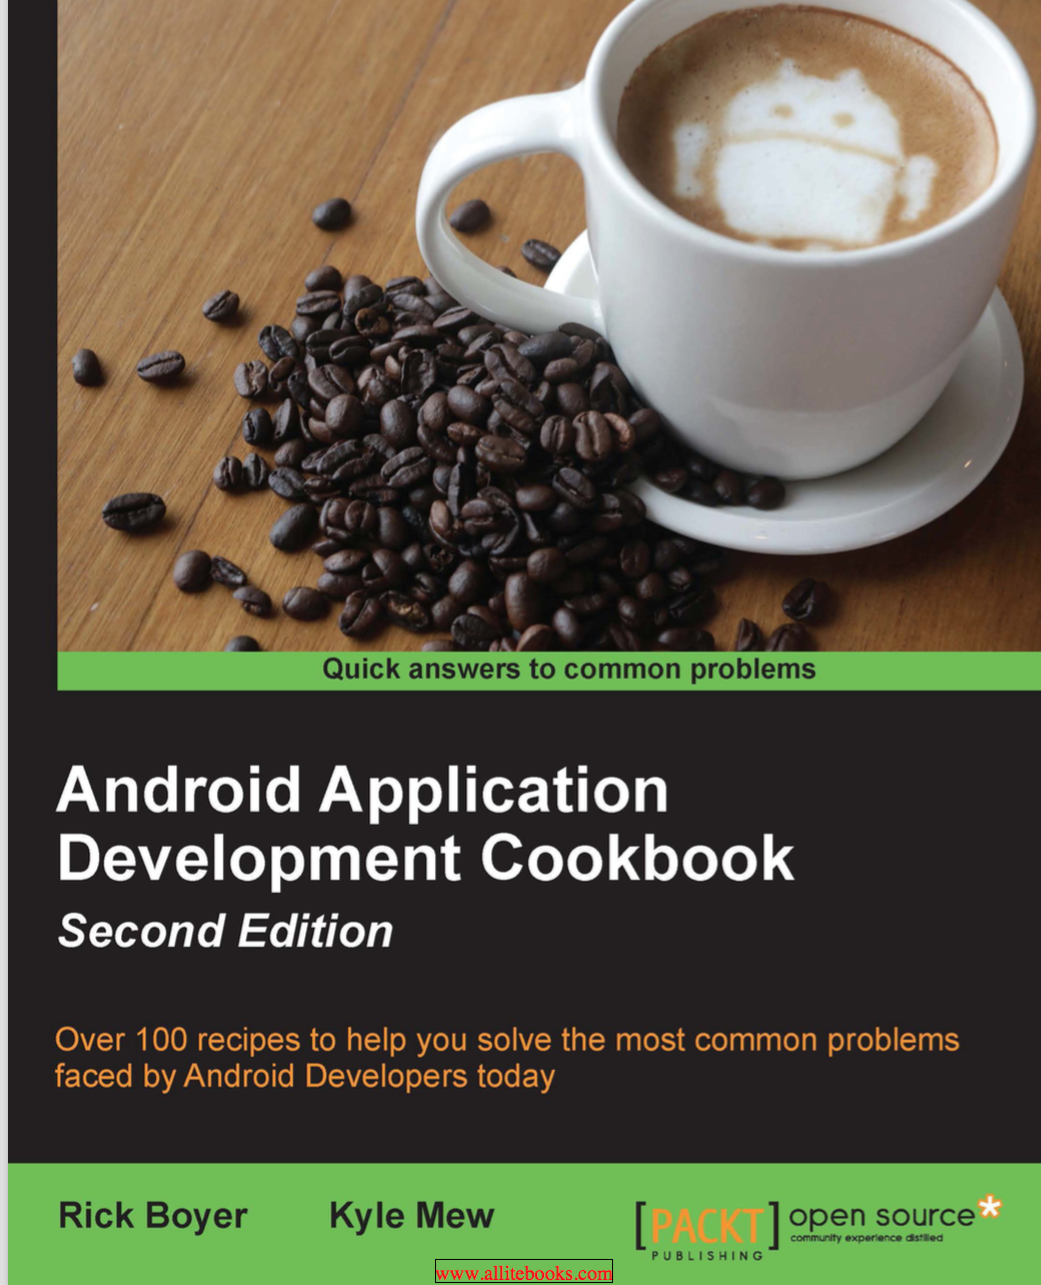 Quick answers to common problems
Android Application
Development Cookbook
Second Edition
Over 100 recipes to help you solve the most common problems
faced by Android Developers today
Rick Boyer Kyle Mew
[PACKT] open source*
PUBLISHING community experience distilled
www.allitebooks.com